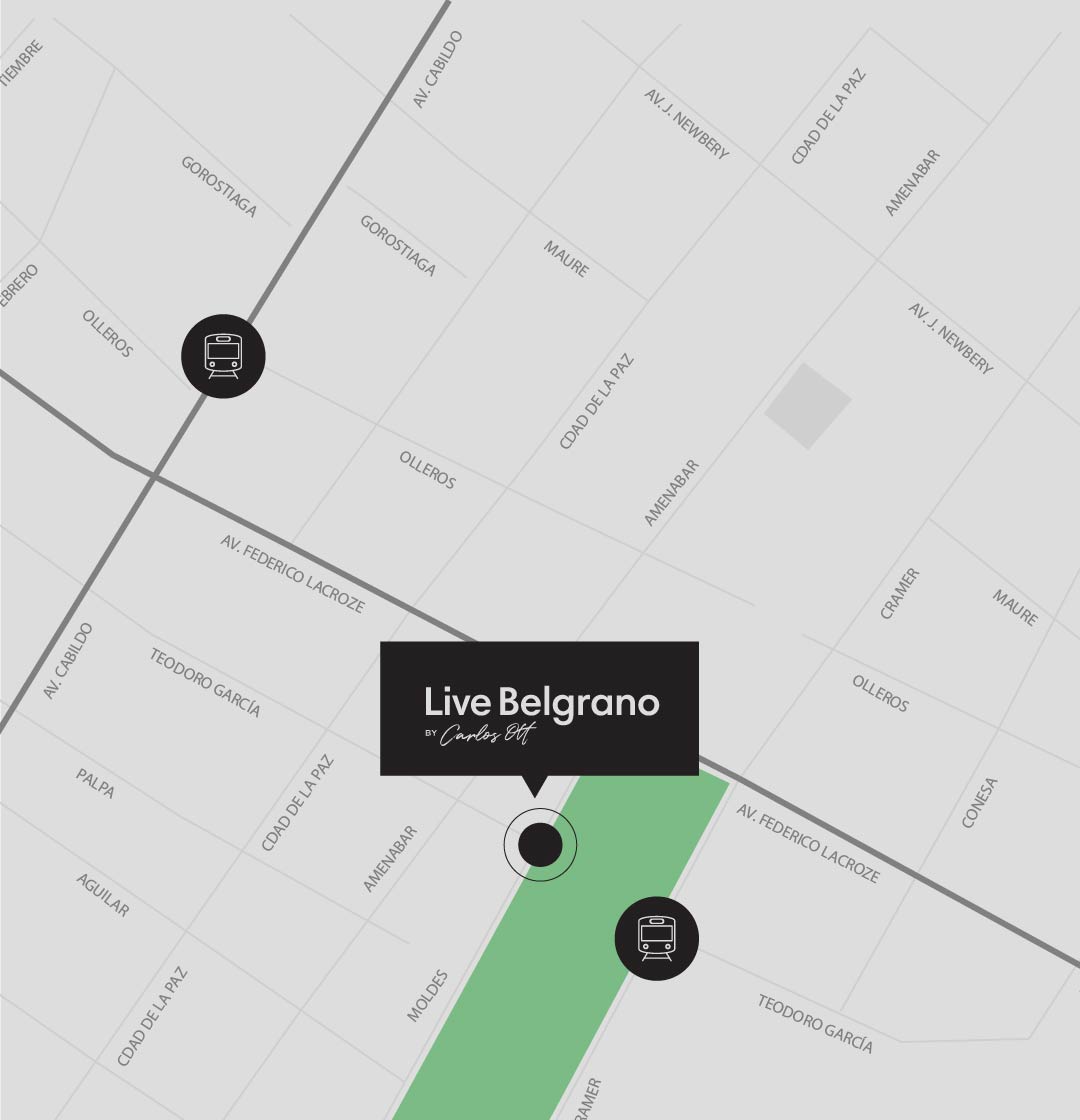 TIEMBRE
AV. CABILDO
CDAD DE LA PAZ
AV. J. NEWBERY
AMENABAR
GOROSTIAGA
GOROSTIAGA
MAURE
EBRERO
OLLEROS
AV. J. NEWBERY
CDAD DE LA PAZ
OLLEROS
AMENABAR
AV. FEDERICO LACROZE
CRAMER
MAURE
AV. CABILDO
TEODORO GARCÍA
OLLEROS
Live Belgrano
BY Carlos Ott
PALPA
CDAD DE LA PAZ
CONESA
AV. FEDERICO LACROZE
AMENABAR
AGUILAR
MOLDES
CDAD DE LA PAZ
TEODORO GARCÍA
RAMER